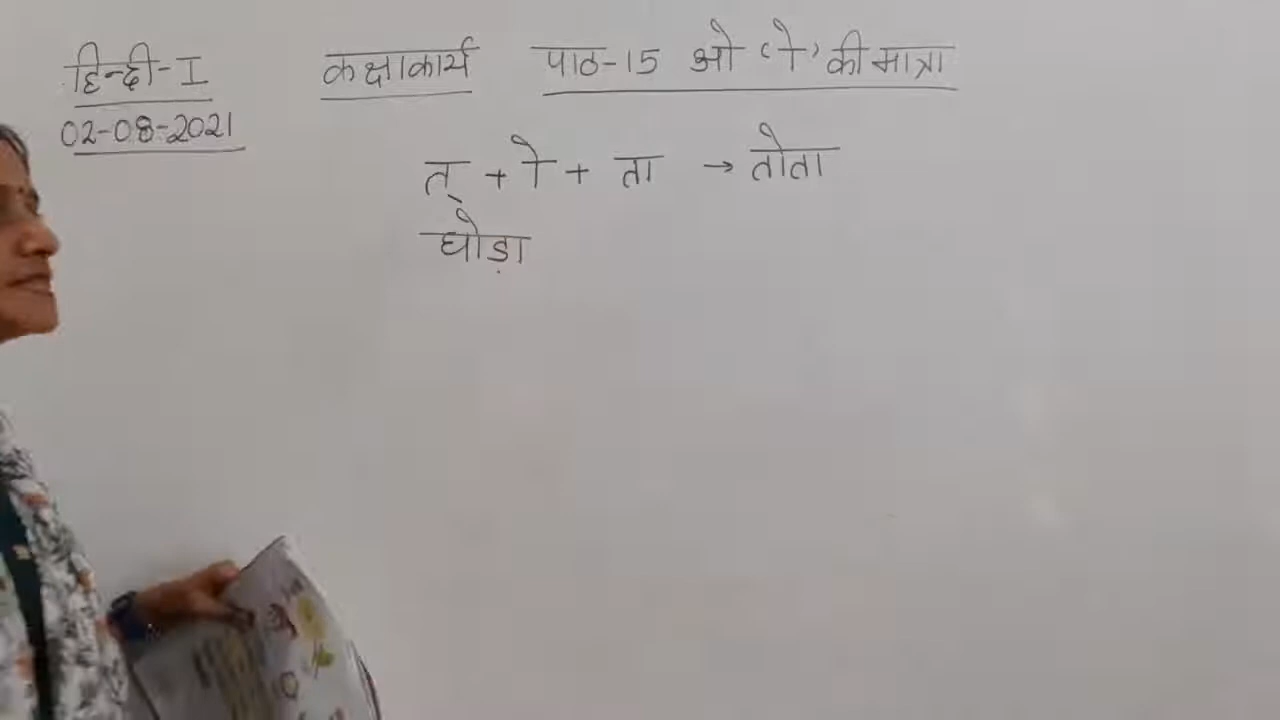 हिन्दी-I कक्षाकार्य पाठ-15 ओ 'ो' की मात्रा
02-08-2021
त् + ो + ता → तोता
घोड़ा